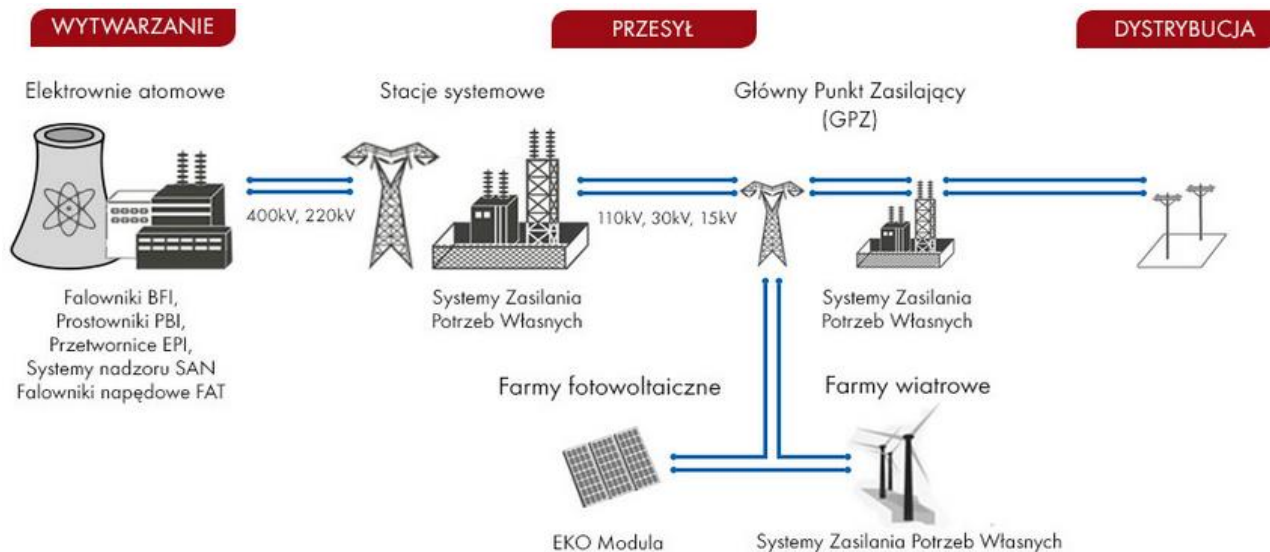 WYTWARZANIE
PRZESYŁ
DYSTRYBUCJA
Elektrownie atomowe
Stacje systemowe
Główny Punkt Zasilający
(GPZ)
400kV, 220kV
110kV, 30kV, 15kV
Falowniki BFI,
Prostowniki PBI,
Przetwornice EPI,
Systemy nadzoru SAN
Falowniki napędowe FAT
Systemy Zasilania
Potrzeb Własnych
Systemy Zasilania
Potrzeb Własnych
Farmy fotowoltaiczne
Farmy wiatrowe
EKO Modula
Systemy Zasilania Potrzeb Własnych